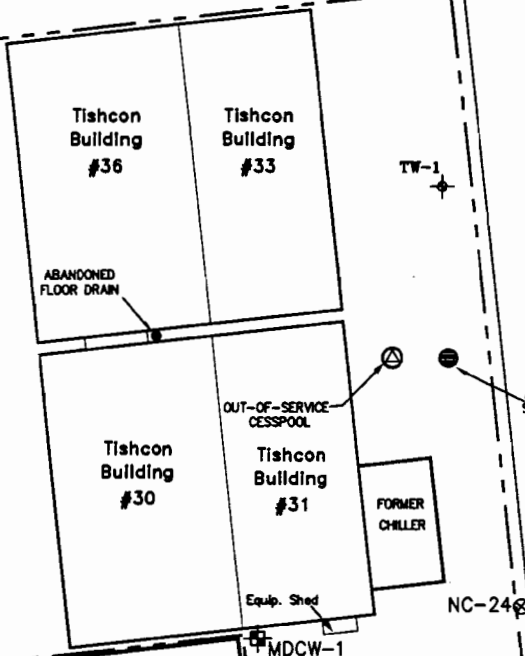 Tishcon
Building
#36
Tishcon
Building
#33
TW-1
ABANDONED
FLOOR DRAIN
OUT-OF-SERVICE
CESSPOOL
Tishcon
Building
#30
Tishcon
Building
#31
FORMER
CHILLER
Equip. Shed
NC-24
MDCW-1